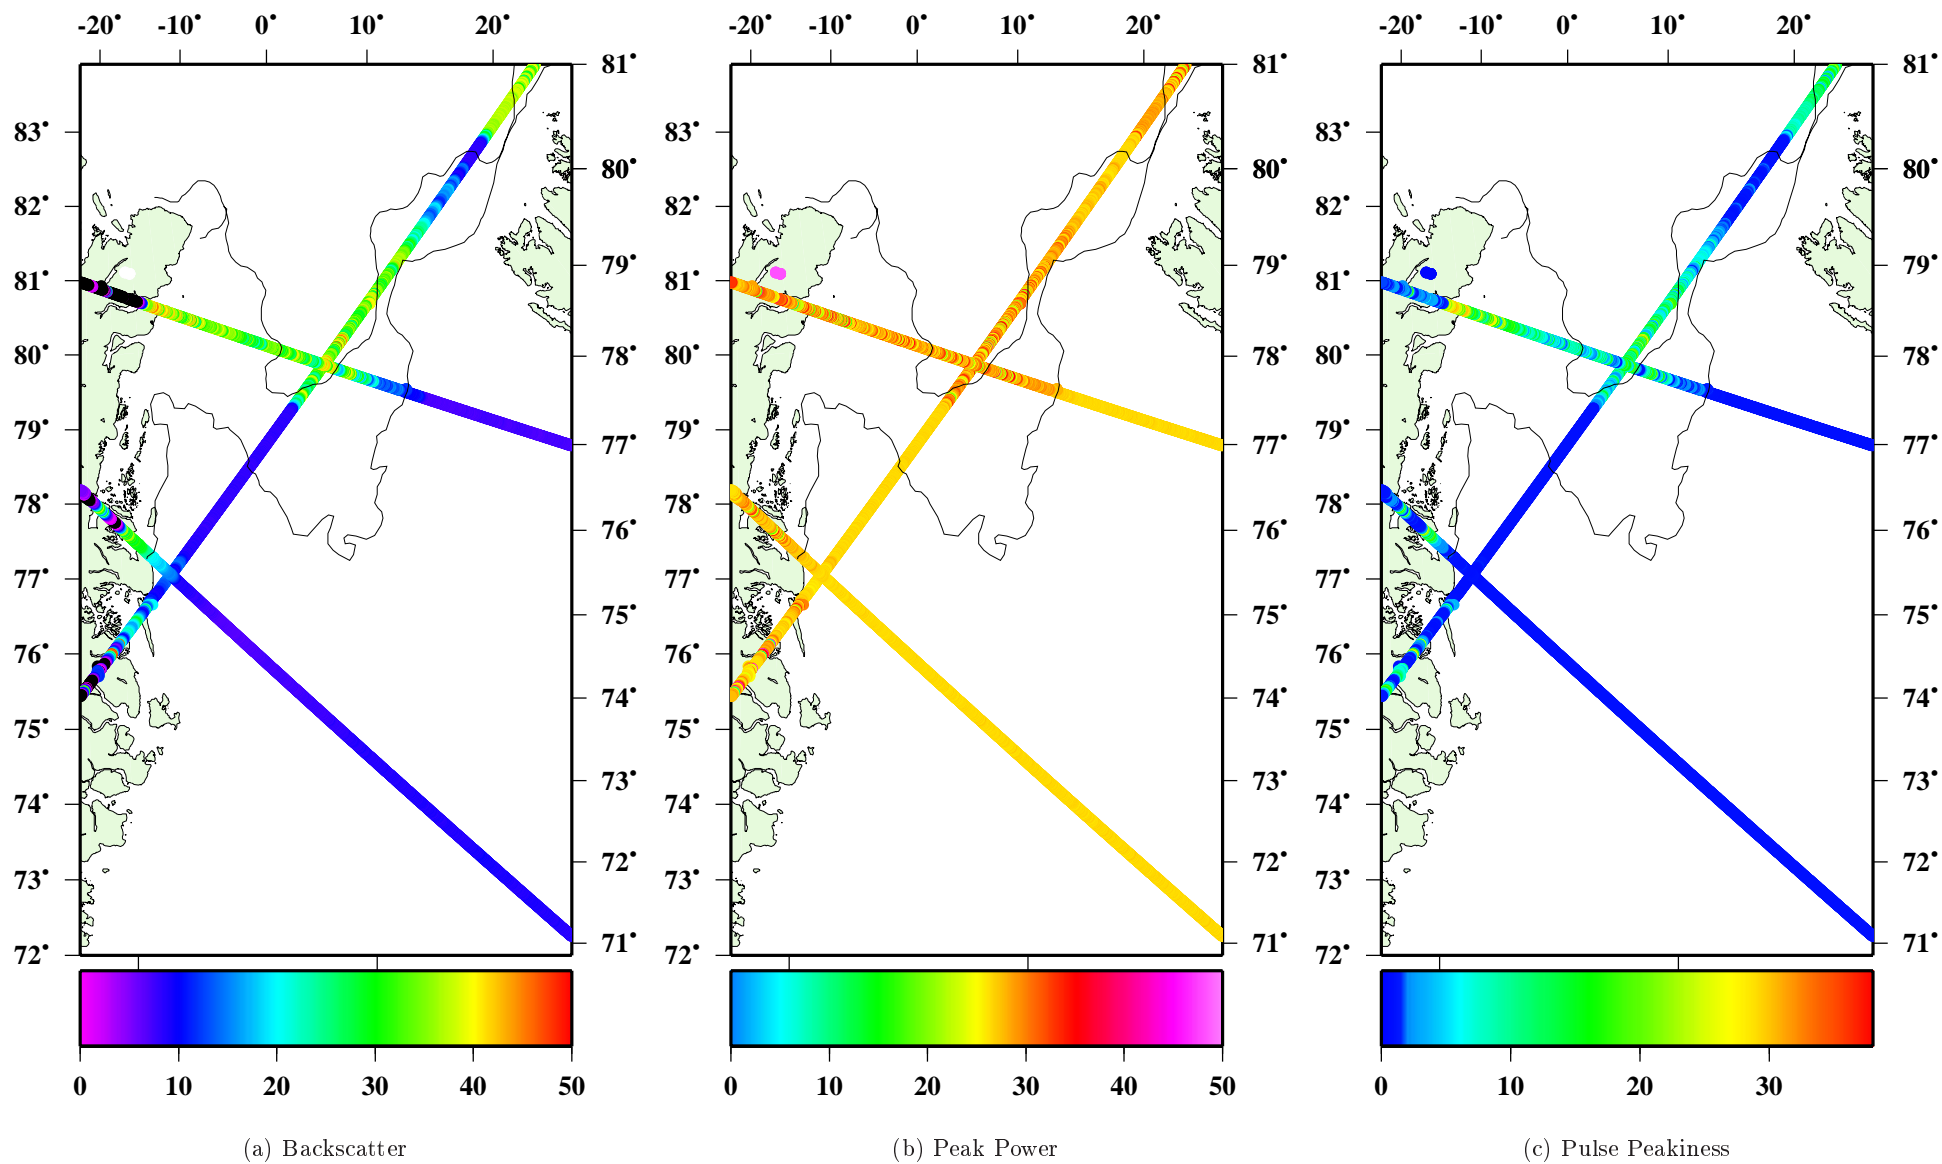 -20° -10° 0° 10° 20° -20° -10° 0° 10° 20° -20° -10° 0° 10° 20°
81° 81° 81°
83° 83° 83°
80° 80° 80°
82° 82° 82°
79° 79° 79°
81° 81° 81°
80° 78° 80° 78° 80° 78°
79° 77° 79° 77° 79° 77°
78° 78° 78°
76° 76° 76°
77° 77° 77°
75° 75° 75°
76° 76° 76°
74° 74° 74°
75° 75° 75°
73° 73° 73°
74° 74° 74°
72° 72° 72°
73° 73° 73°
71° 71° 71°
72° 72° 72°
0 10 20 30 40 50 0 10 20 30 40 50 0 10 20 30
(a) Backscatter (b) Peak Power (c) Pulse Peakiness